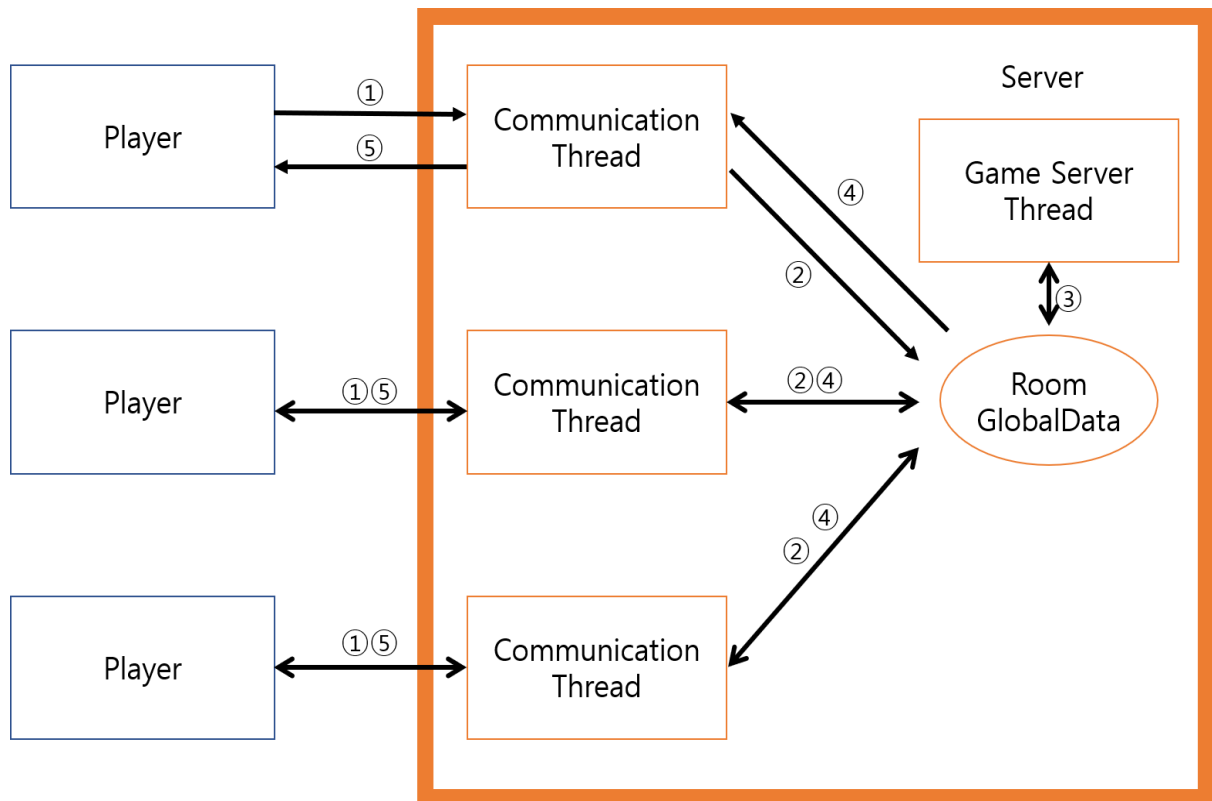 Server
Player
①
⑤
Communication
Thread
④
②
Game Server
Thread
③
Player
①⑤
Communication
Thread
②④
Room
GlobalData
Player
①⑤
Communication
Thread
④
②